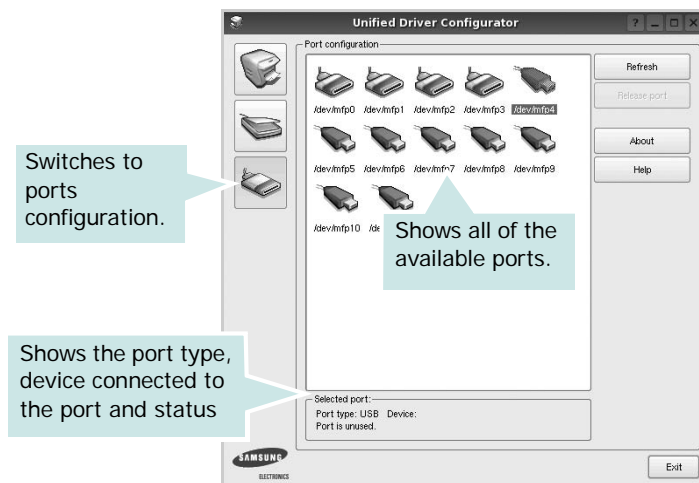 Unified Driver Configurator
Port configuration
/dev/mfp0 /dev/mfp1 /dev/mfp2 /dev/mfp3 /dev/mfp4
/dev/mfp5 /dev/mfp6 /dev/mfp7 /dev/mfp8 /dev/mfp9
/dev/mfp10
Refresh
Release port
About
Help
Switches to
ports
configuration.
Shows all of the
available ports.
Shows the port type,
device connected to
the port and status
Selected port:
Port type: USB Device:
Port is unused.
SAMSUNG
ELECTRONICS
Exit